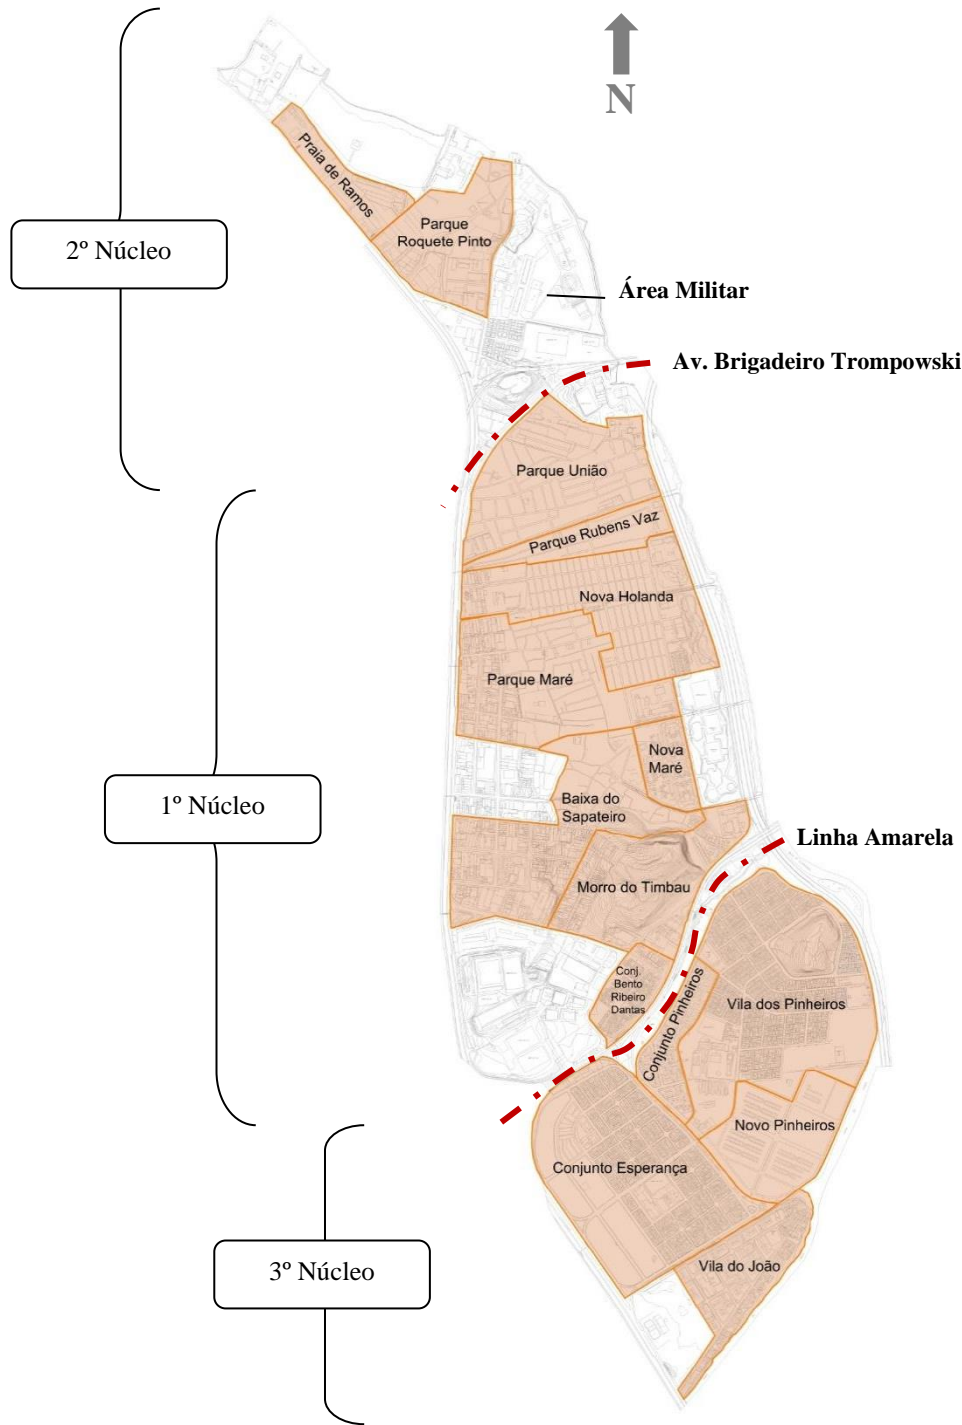 N
Praia de Ramos
Parque
Roquete Pinto
2º Núcleo
Área Militar
Av. Brigadeiro Trompowski
Parque União
Parque Rubens Vaz
Nova Holanda
Parque Maré
Nova
Maré
1º Núcleo
Baixa do
Sapateiro
Linha Amarela
Morro do Timbau
Conj.
Bento
Ribeiro
Dantas
Conjunto Pinheiros
Vila dos Pinheiros
Novo Pinheiros
Conjunto Esperança
3º Núcleo
Vila do João